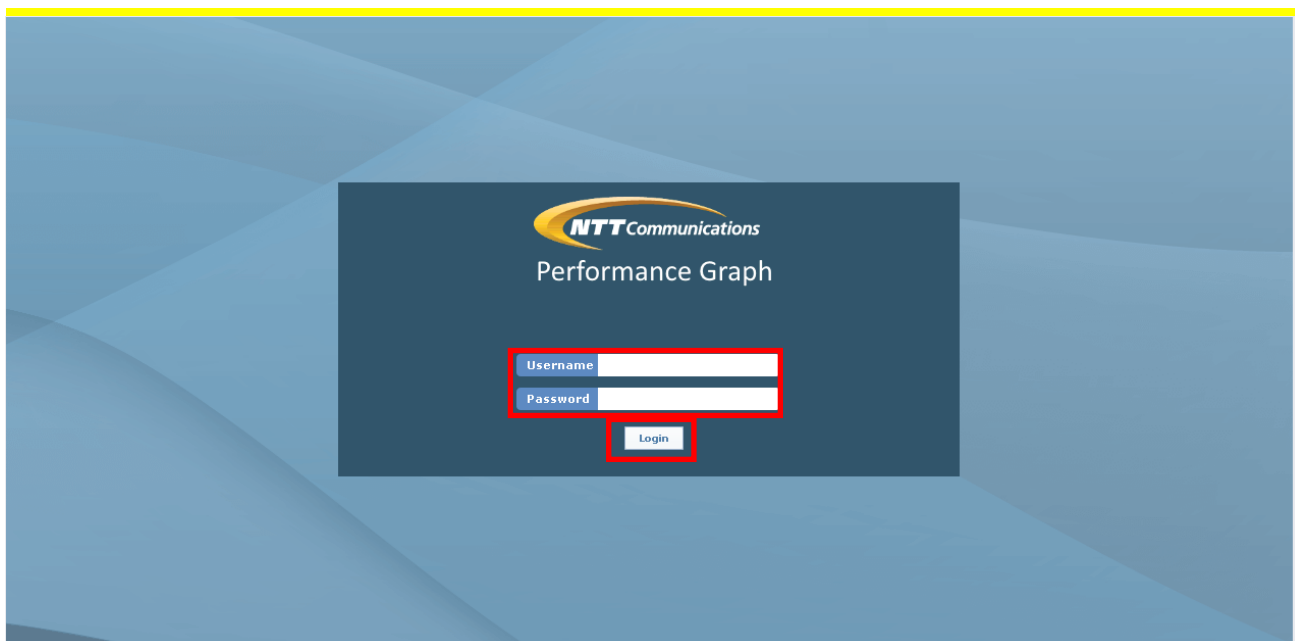 NTT Communications
Performance Graph
Username
Password
Login